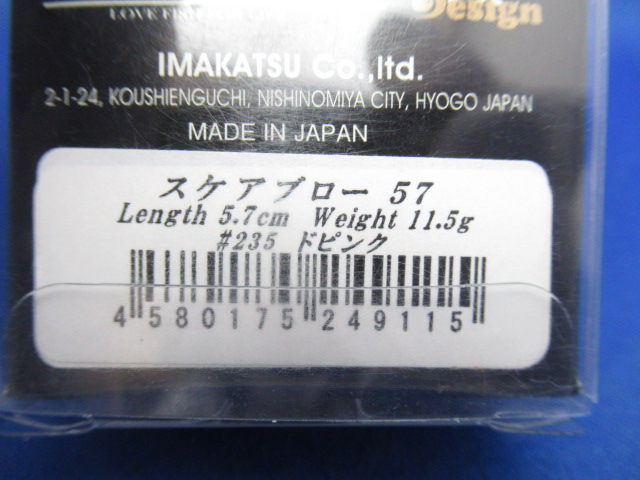 Design
IMAKATSU Co.,ltd.
2-1-24, KOUSHIENGUCHI, NISHINOMIYA CITY, HYOGO JAPAN
MADE IN JAPAN
スケアブロー 57
Length 5.7cm Weight 11.5g
#235 ドピンク
4 580175 249115